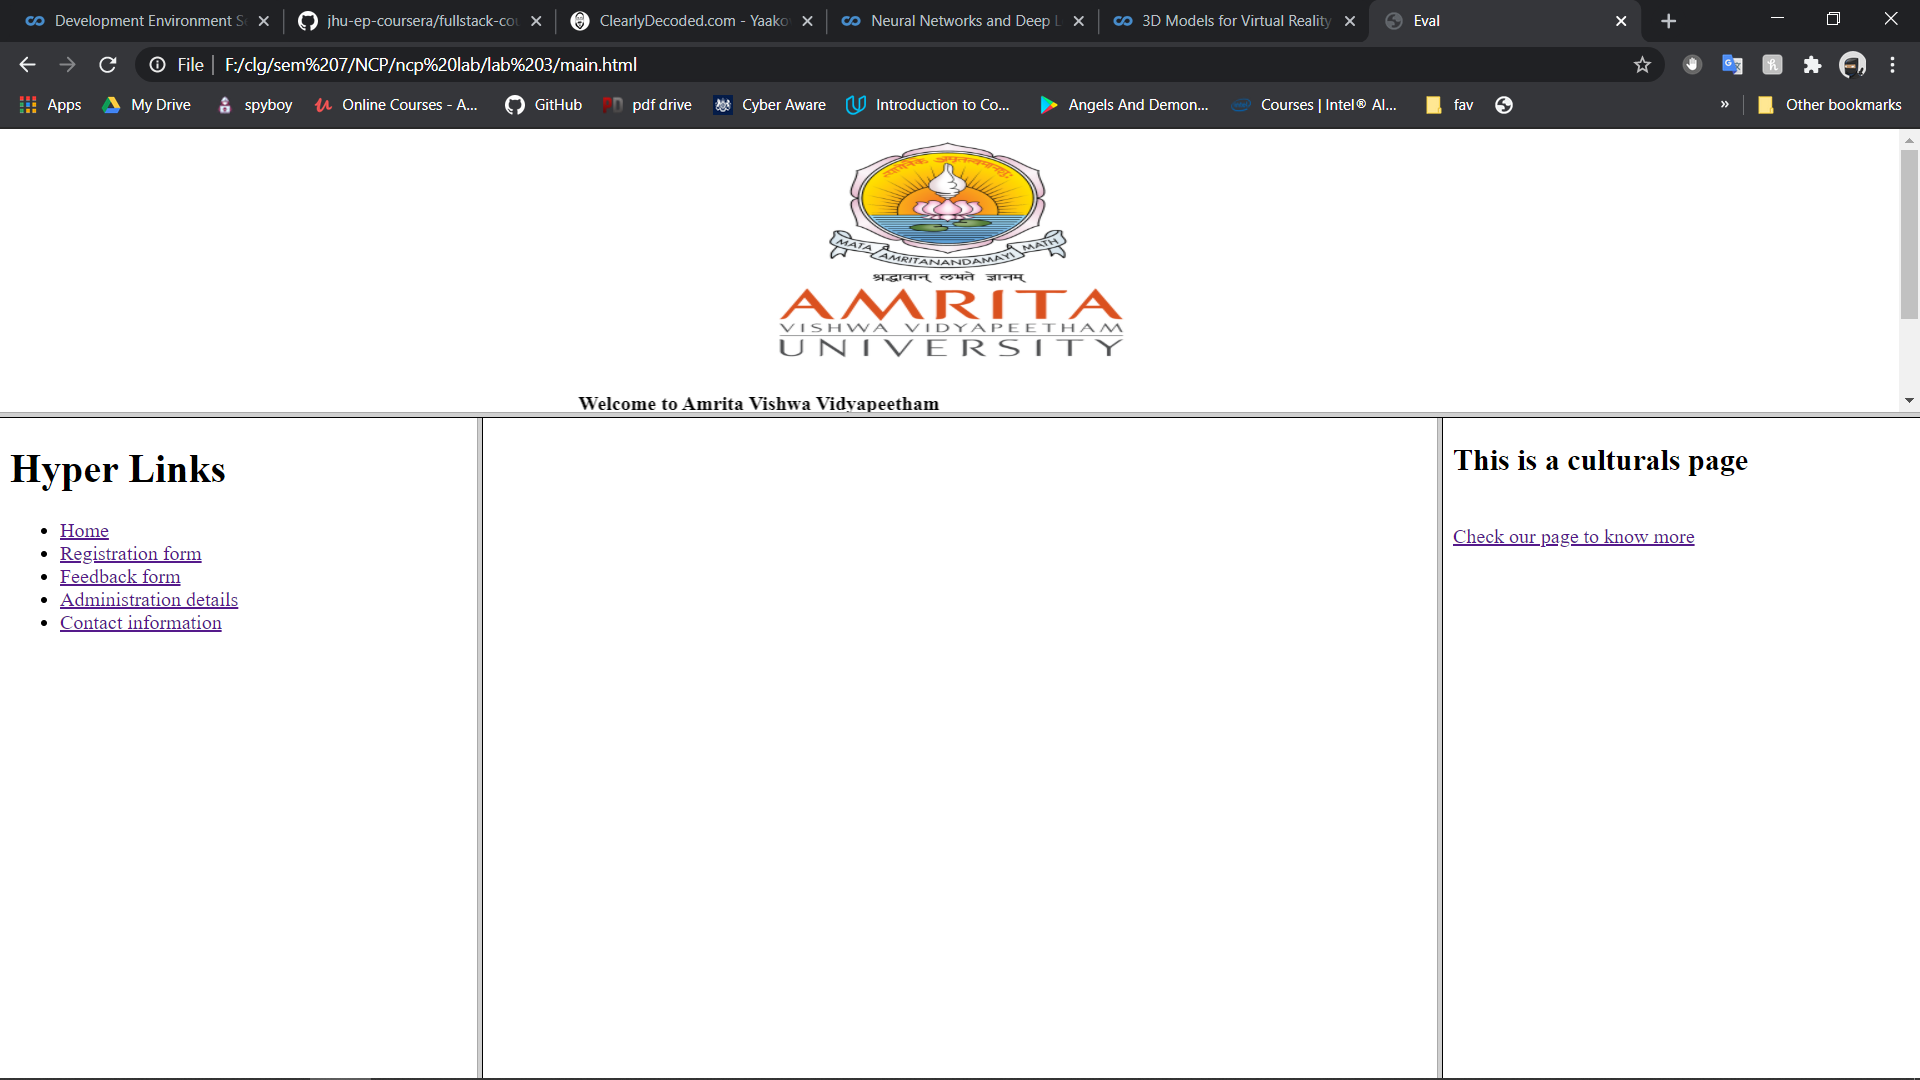 Development Environment S
jhu-ep-coursera/fullstack-cou
ClearlyDecoded.com - Yaako
Neural Networks and Deep L
3D Models for Virtual Reality
Eval
File
F:/clg/sem%207/NCP/ncp%20lab/lab%203/main.html
Apps
My Drive
spyboy
Online Courses - A...
GitHub
pdf drive
Cyber Aware
Introduction to Co...
Angels And Demon...
Courses | Intel® AI...
fav
»
Other bookmarks
MATA AMRITANANDAMAYI MATH
श्रद्धावान् लभते ज्ञानम्
AMRITA
VISHWA VIDYAPEETHAM
UNIVERSITY
Welcome to Amrita Vishwa Vidyapeetham
Hyper Links
Home
Registration form
Feedback form
Administration details
Contact information
This is a culturals page
Check our page to know more